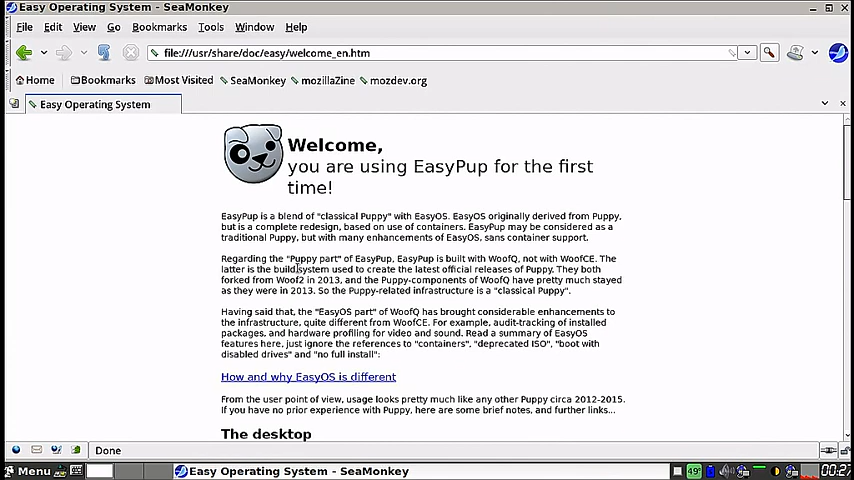 Easy Operating System - SeaMonkey
File Edit View Go Bookmarks Tools Window Help
file:///usr/share/doc/easy/welcome_en.htm
Home Bookmarks Most Visited SeaMonkey mozillaZine mozdev.org
Easy Operating System
Welcome,
you are using EasyPup for the first
time!
EasyPup is a blend of "classical Puppy" with EasyOS. EasyOS originally derived from Puppy,
but is a complete redesign, based on use of containers. EasyPup may be considered as a
traditional Puppy, but with many enhancements of EasyOS, sans container support.
Regarding the "Puppy part" of EasyPup, EasyPup is built with WoofQ, not with WoofCE. The
latter is the build system used to create the latest official releases of Puppy. They both
forked from Woof2 in 2013, and the Puppy-components of WoofQ have pretty much stayed
as they were in 2013. So the Puppy-related infrastructure is a "classical Puppy".
Having said that, the "EasyOS part" of WoofQ has brought considerable enhancements to
the infrastructure, quite different from WoofCE. For example, audit-tracking of installed
packages, and hardware profiling for video and sound. Read a summary of EasyOS
features here, just ignore the references to "containers", "deprecated ISO", "boot with
disabled drives" and "no full install":
How and why EasyOS is different
From the user point of view, usage looks pretty much like any other Puppy circa 2012-2015.
If you have no prior experience with Puppy, here are some brief notes, and further links...
The desktop
Done
Menu Easy Operating System - SeaMonkey 49° 00:27